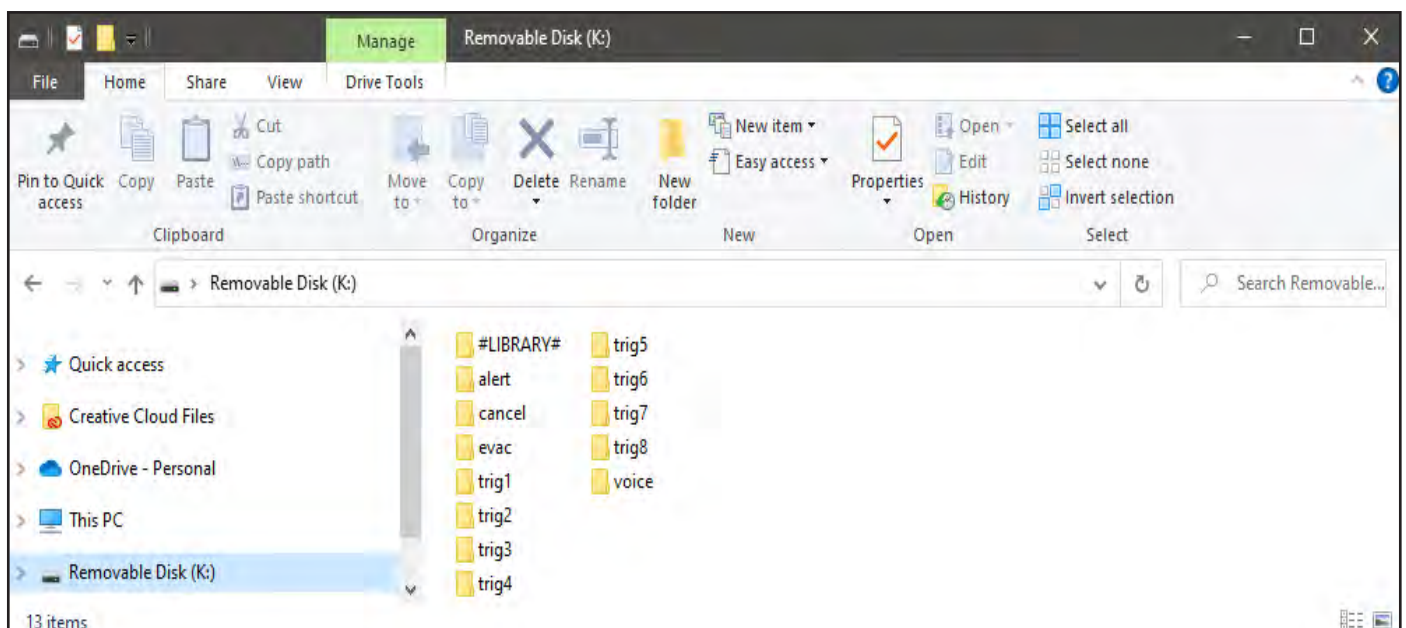 Manage Removable Disk (K:)
File Home Share View Drive Tools
Pin to Quick access
Copy
Paste
Cut
Copy path
Paste shortcut
Move to
Copy to
Delete
Rename
New folder
New item
Easy access
Properties
Open
Edit
History
Select all
Select none
Invert selection
Clipboard Organize New Open Select
Removable Disk (K:)
Search Removable...
Quick access
Creative Cloud Files
OneDrive - Personal
This PC
Removable Disk (K:)
#LIBRARY#
alert
cancel
evac
trig1
trig2
trig3
trig4
trig5
trig6
trig7
trig8
voice
13 items